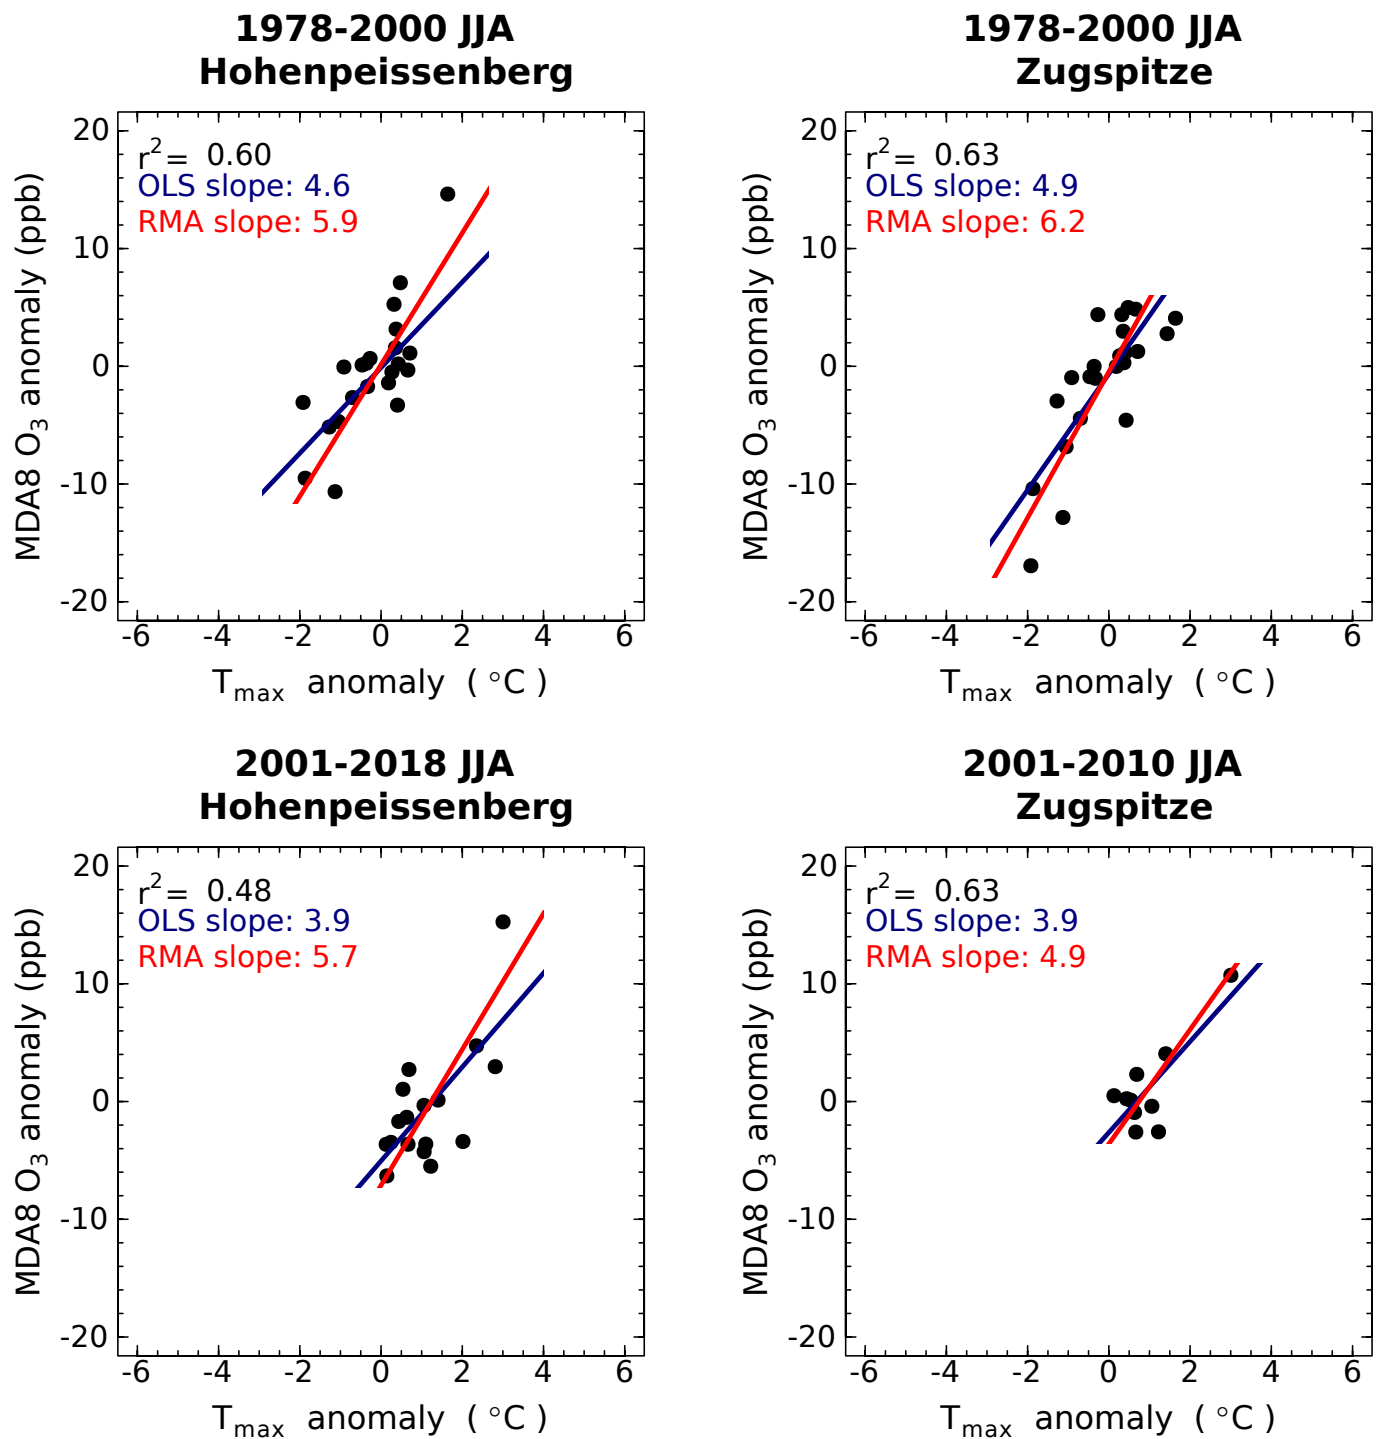 1978-2000 JJA
Hohenpeissenberg
r²= 0.60
OLS slope: 4.6
RMA slope: 5.9
20
10
0
-10
-20
MDA8 O₃ anomaly (ppb)
-6 -4 -2 0 2 4 6
Tmax anomaly ( °C )
1978-2000 JJA
Zugspitze
r²= 0.63
OLS slope: 4.9
RMA slope: 6.2
20
10
0
-10
-20
MDA8 O₃ anomaly (ppb)
-6 -4 -2 0 2 4 6
Tmax anomaly ( °C )
2001-2018 JJA
Hohenpeissenberg
r²= 0.48
OLS slope: 3.9
RMA slope: 5.7
20
10
0
-10
-20
MDA8 O₃ anomaly (ppb)
-6 -4 -2 0 2 4 6
Tmax anomaly ( °C )
2001-2010 JJA
Zugspitze
r²= 0.63
OLS slope: 3.9
RMA slope: 4.9
20
10
0
-10
-20
MDA8 O₃ anomaly (ppb)
-6 -4 -2 0 2 4 6
Tmax anomaly ( °C )